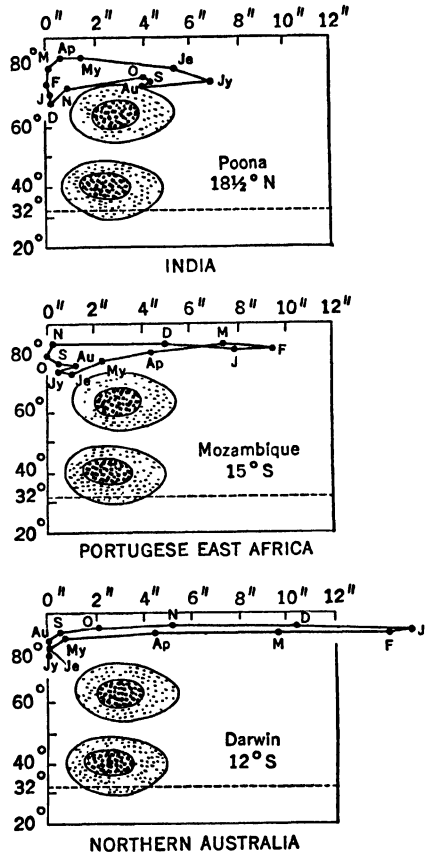 0" 2" 4" 6" 8" 10" 12"
M Ap Je
80°
My O S Jy
F Au
J N
D
60°
Poona
40° 18½° N
32°
20°
INDIA
0" 2" 4" 6" 8" 10" 12"
N D M
80° S Au F
O Ap J
Jy Je My
60°
Mozambique
40° 15° S
32°
20°
PORTUGESE EAST AFRICA
0" 2" 4" 6" 8" 10" 12"
S O N D
Au J
My Ap M F
80°
Jy Je
60°
Darwin
40° 12° S
32°
20°
NORTHERN AUSTRALIA